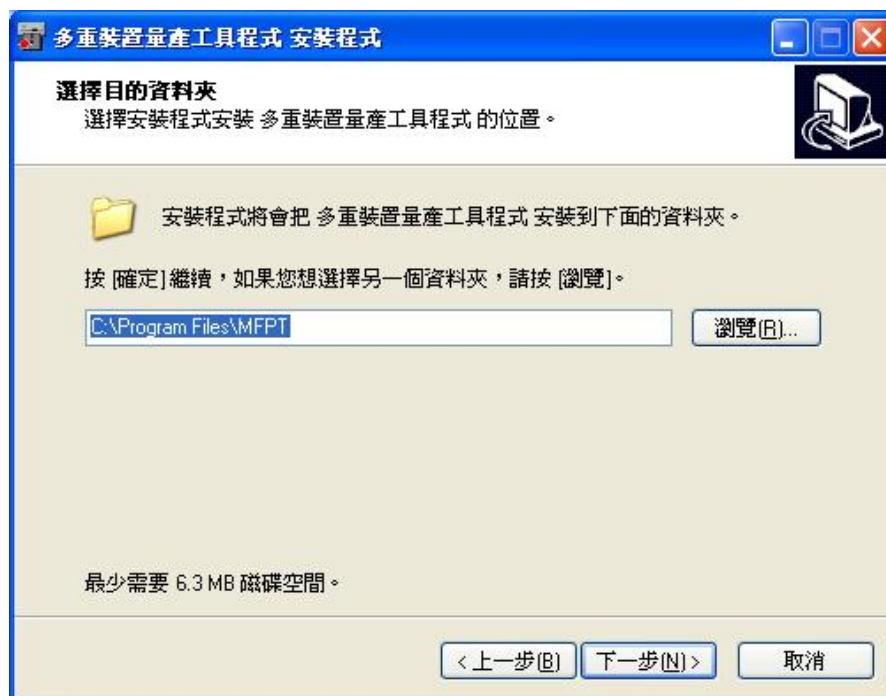 多重裝置量產工具程式 安裝程式
選擇目的資料夾
選擇安裝程式安裝 多重裝置量產工具程式 的位置。
安裝程式將會把 多重裝置量產工具程式 安裝到下面的資料夾。
按 [確定] 繼續，如果您想選擇另一個資料夾，請按 [瀏覽]。
C:\Program Files\MFPT
瀏覽(R)...
最少需要 6.3 MB 磁碟空間。
< 上一步(B) 下一步(N) > 取消